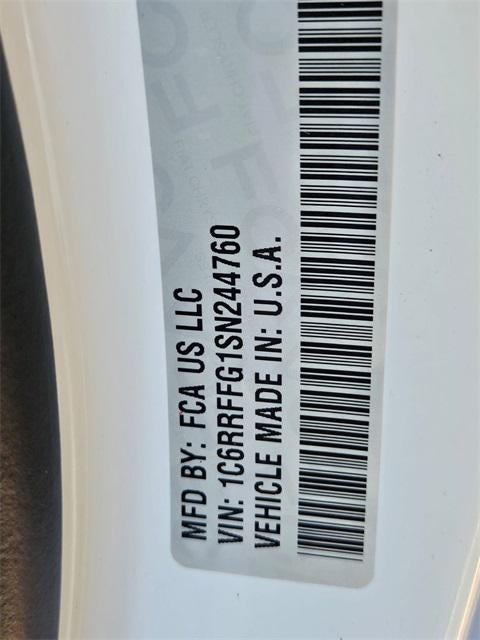 MFD BY: FCA US LLC
VIN: 1C6RRFFG1SN244760
VEHICLE MADE IN: U.S.A.